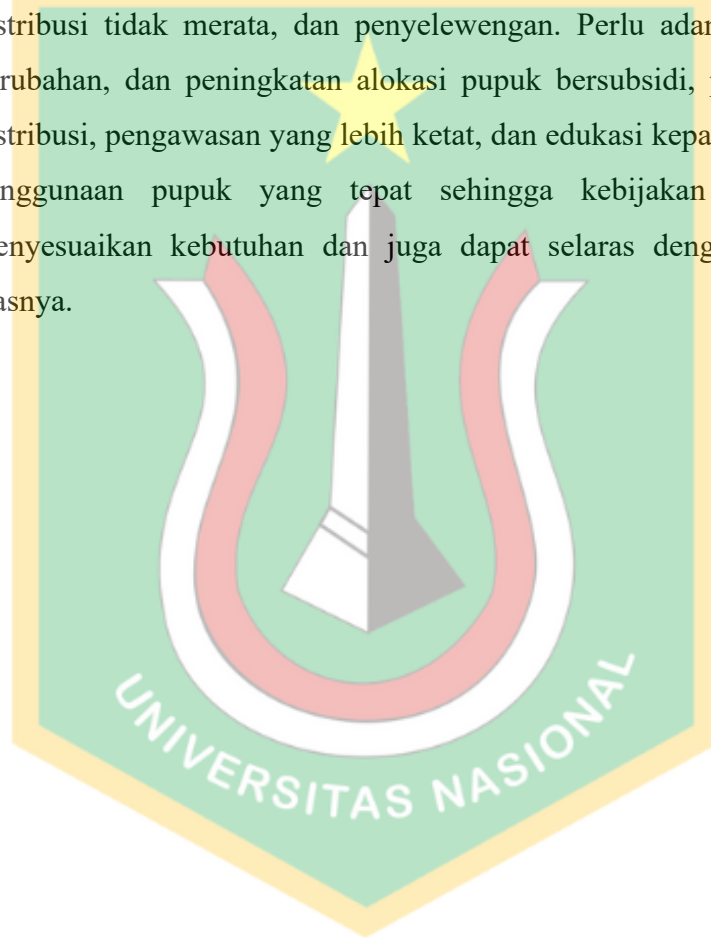 stribusi tidak merata, dan penyelewengan. Perlu adar
rubahan, dan peningkatan alokasi pupuk bersubsidi, p
stribusi, pengawasan yang lebih ketat, dan edukasi kepa
nggunaan pupuk yang tepat sehingga kebijakan
enyesuaikan kebutuhan dan juga dapat selaras deng
asnya.
UNIVERSITAS NASIONAL